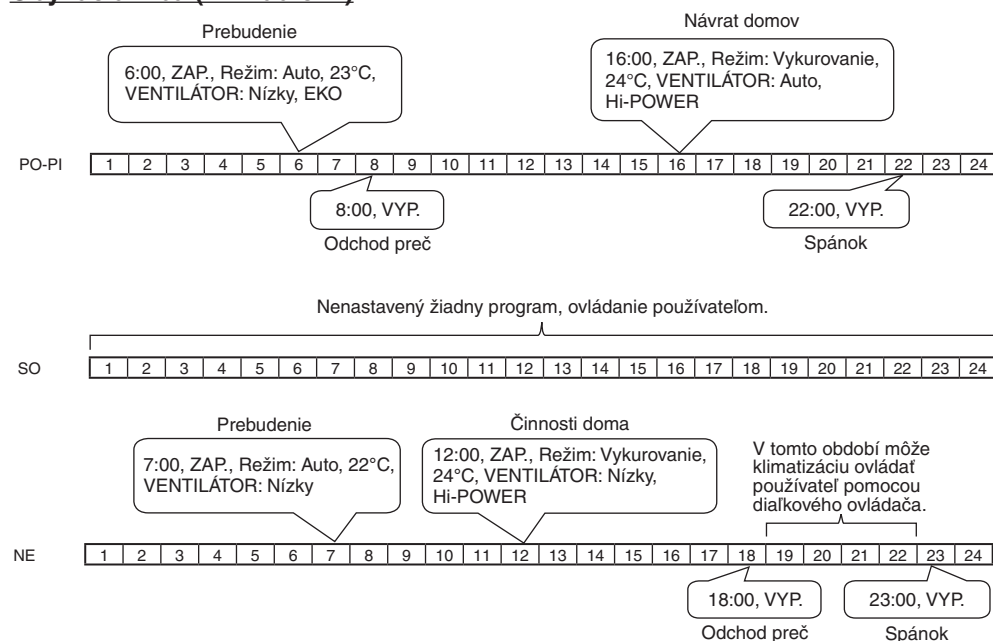 Prebudenie
6:00, ZAP., Režim: Auto, 23°C,
VENTILÁTOR: Nízky, EKO
Návrat domov
16:00, ZAP., Režim: Vykurovanie,
24°C, VENTILÁTOR: Auto,
Hi-POWER
PO-PI 1 2 3 4 5 6 7 8 9 10 11 12 13 14 15 16 17 18 19 20 21 22 23 24
8:00, VYP.
Odchod preč
22:00, VYP.
Spánok
Nenastavený žiadny program, ovládanie používateľom.
SO 1 2 3 4 5 6 7 8 9 10 11 12 13 14 15 16 17 18 19 20 21 22 23 24
Prebudenie
7:00, ZAP., Režim: Auto, 22°C,
VENTILÁTOR: Nízky
Činnosti doma
12:00, ZAP., Režim: Vykurovanie,
24°C, VENTILÁTOR: Nízky,
Hi-POWER
V tomto období môže
klimatizáciu ovládať
používateľ pomocou
diaľkového ovládača.
NE 1 2 3 4 5 6 7 8 9 10 11 12 13 14 15 16 17 18 19 20 21 22 23 24
18:00, VYP.
Odchod preč
23:00, VYP.
Spánok